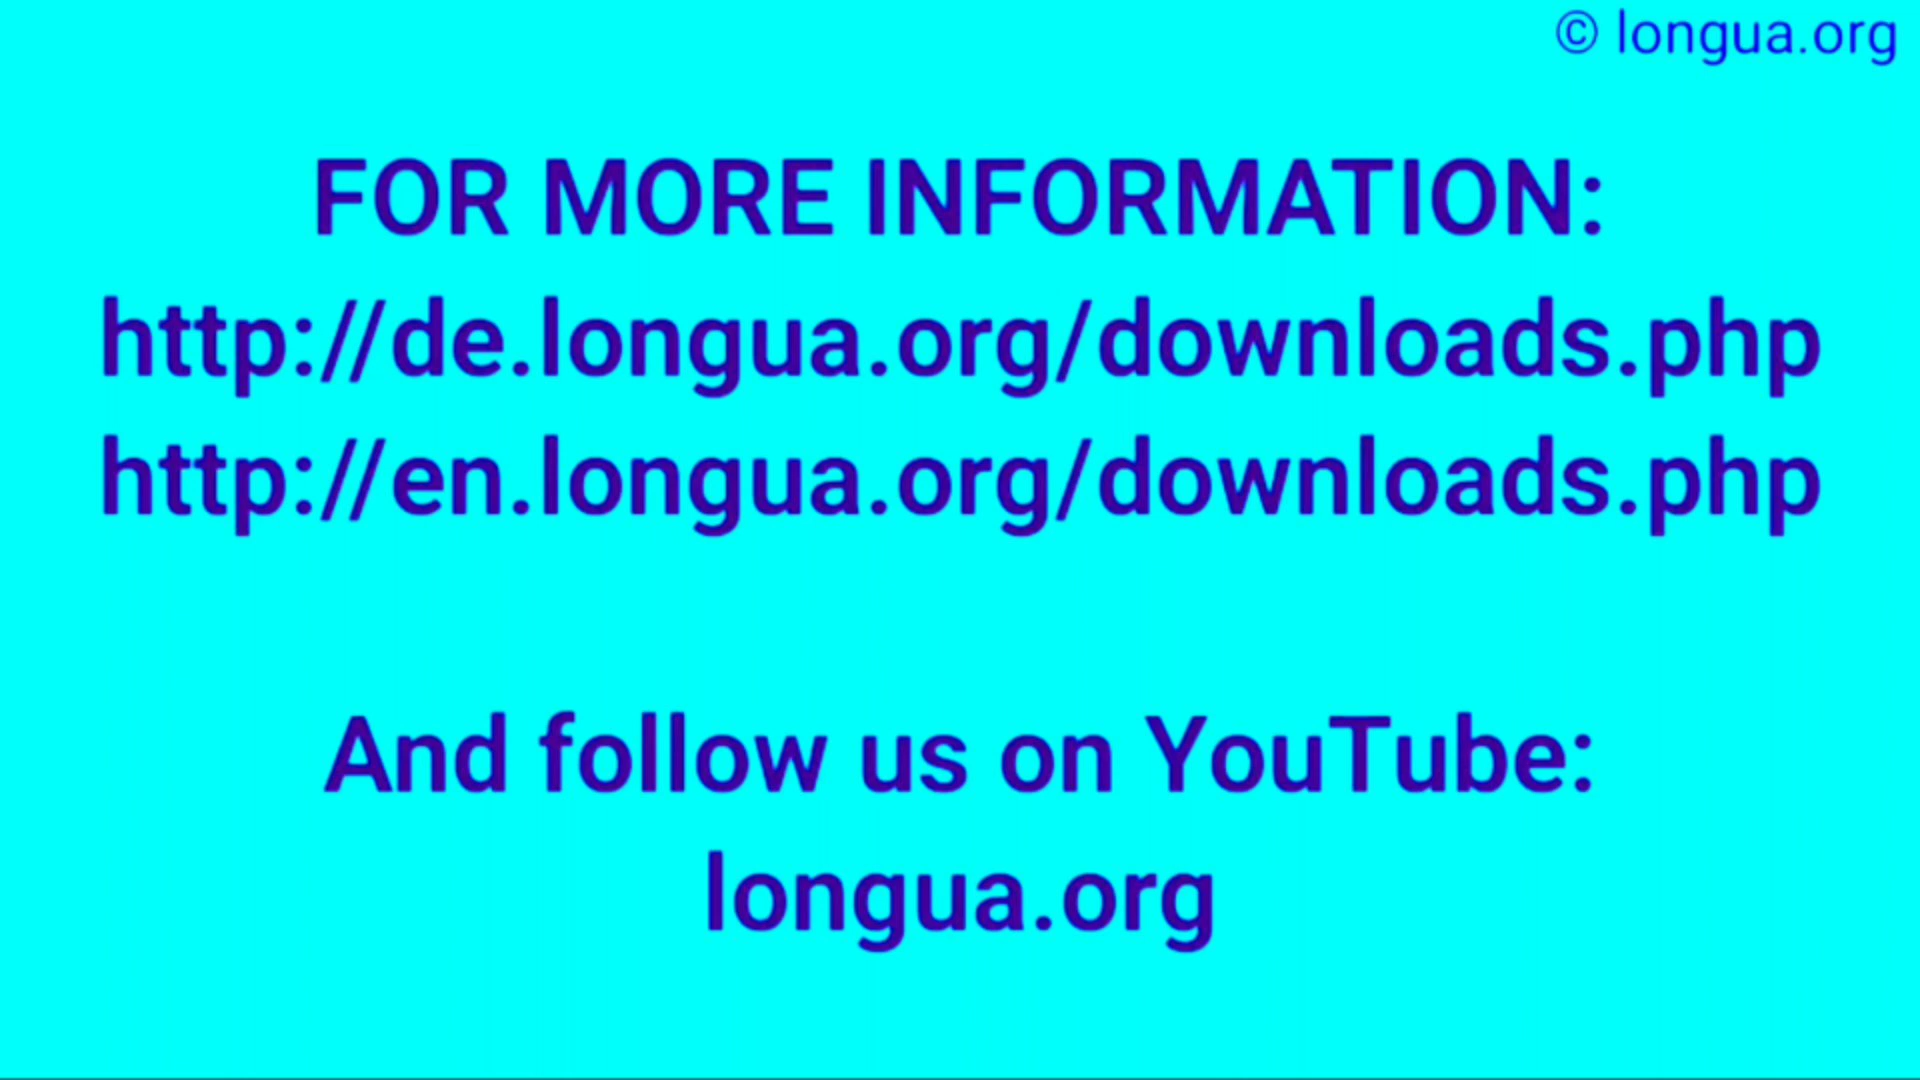 © longua.org
FOR MORE INFORMATION:
http://de.longua.org/downloads.php
http://en.longua.org/downloads.php
And follow us on YouTube:
longua.org